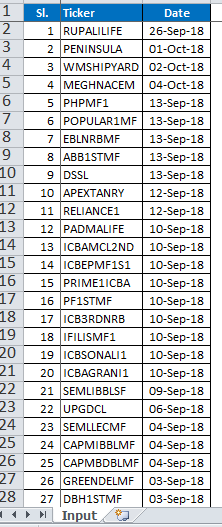 1 Sl. Ticker Date
2 1 RUPALILIFE 26-Sep-18
3 2 PENINSULA 01-Oct-18
4 3 WMSHIPYARD 02-Oct-18
5 4 MEGHNACEM 04-Oct-18
6 5 PHPMF1 13-Sep-18
7 6 POPULAR1MF 13-Sep-18
8 7 EBLNRBMF 13-Sep-18
9 8 ABB1STMF 13-Sep-18
10 9 DSSL 13-Sep-18
11 10 APEXTANRY 12-Sep-18
12 11 RELIANCE1 12-Sep-18
13 12 PADMALIFE 10-Sep-18
14 13 ICBAMCL2ND 10-Sep-18
15 14 ICBEPMF1S1 10-Sep-18
16 15 PRIME1ICBA 10-Sep-18
17 16 PF1STMF 10-Sep-18
18 17 ICB3RDNRB 10-Sep-18
19 18 IFILISMF1 10-Sep-18
20 19 ICBSONALI1 10-Sep-18
21 20 ICBAGRANI1 10-Sep-18
22 21 SEMLIBBLSF 09-Sep-18
23 22 UPGDCL 06-Sep-18
24 23 SEMLLECMF 04-Sep-18
25 24 CAPMIBBLMF 04-Sep-18
26 25 CAPMBDBLMF 04-Sep-18
27 26 GREENDELMF 03-Sep-18
28 27 DBH1STMF 03-Sep-18
Input